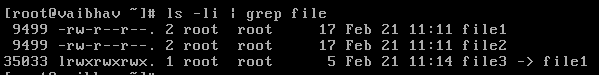 [root@vaibhav ~]# ls -li | grep file
9499 -rw-r--r--. 2 root root 17 Feb 21 11:11 file1
9499 -rw-r--r--. 2 root root 17 Feb 21 11:11 file2
35033 lrwxrwxrwx. 1 root root 5 Feb 21 11:14 file3 -> file1